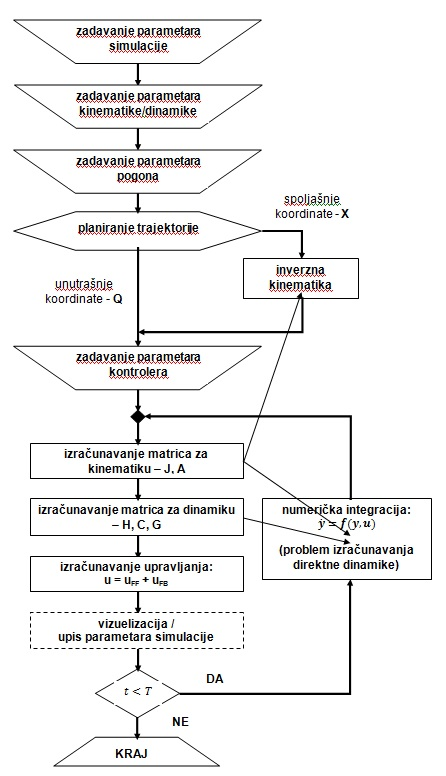 zadavanje parametara
simulacije
zadavanje parametara
kinematike/dinamike
zadavanje parametara
pogona
planiranje trajektorije
spoljašnje
koordinate - X
inverzna
kinematika
unutrašnje
koordinate - Q
zadavanje parametara
kontrolera
izračunavanje matrica za
kinematiku – J, A
izračunavanje matrica za dinamiku
– H, C, G
numerička integracija:
ẏ = f(y,u)
(problem izračunavanja
direktne dinamike)
izračunavanje upravljanja:
u = uFF + uFB
vizuelizacija /
upis parametara simulacije
t < T
DA
NE
KRAJ